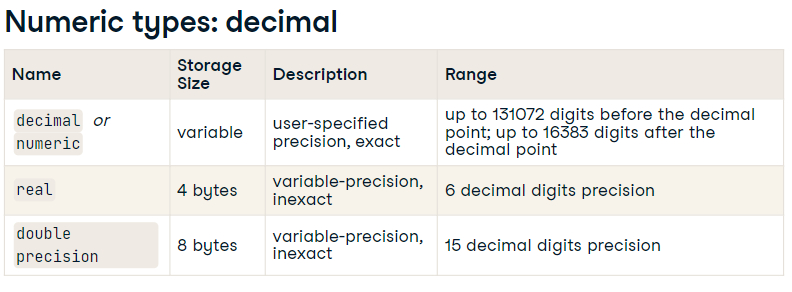 Numeric types: decimal
Name
Storage
Size
Description
Range
decimal or
numeric
variable
user-specified
precision, exact
up to 131072 digits before the decimal
point; up to 16383 digits after the
decimal point
real
4 bytes
variable-precision,
inexact
6 decimal digits precision
double
precision
8 bytes
variable-precision,
inexact
15 decimal digits precision